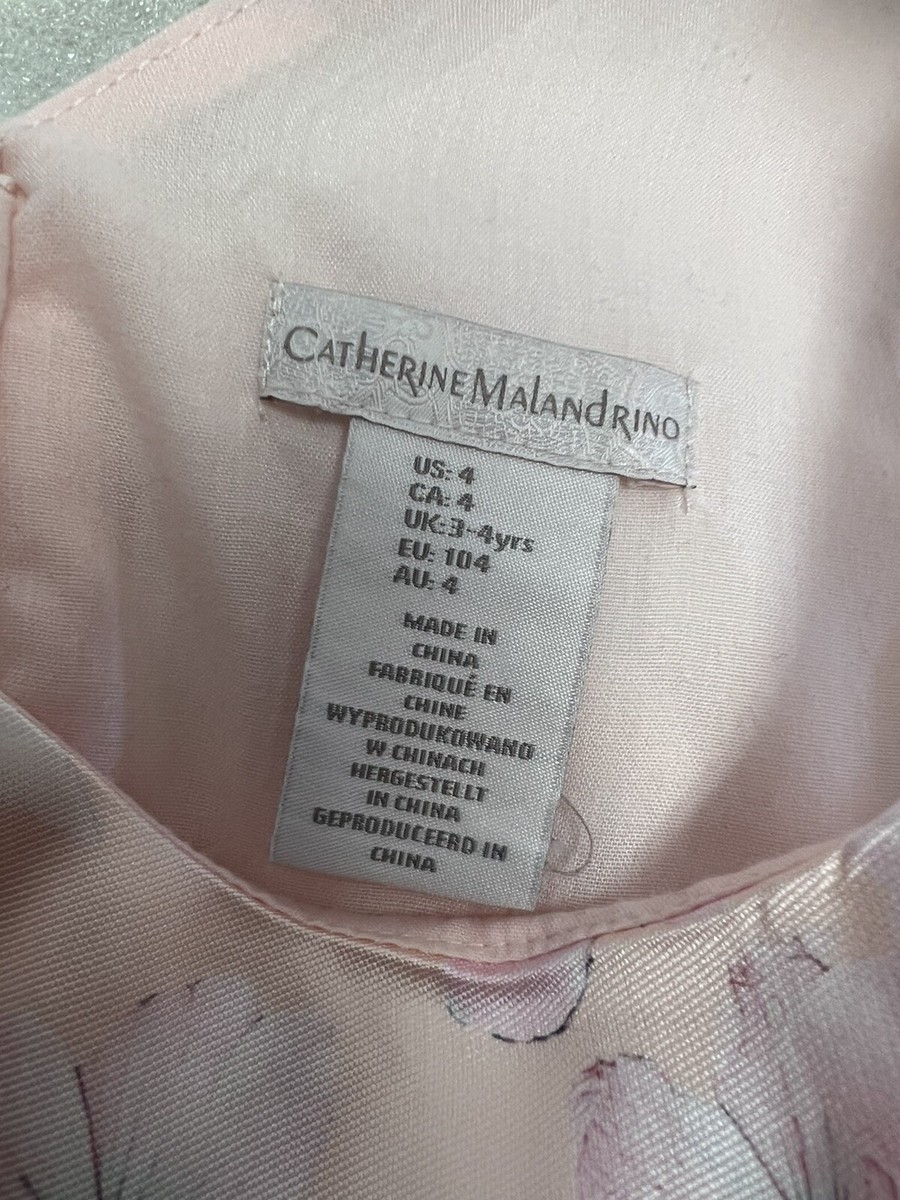 CATHERINE MALANDRINO
US: 4
CA: 4
UK:3-4yrs
EU: 104
AU: 4
MADE IN
CHINA
FABRIQUÉ EN
CHINE
WYPRODUKOWANO
W CHINACH
HERGESTELLT
IN CHINA
GEPRODUCEERD IN
CHINA